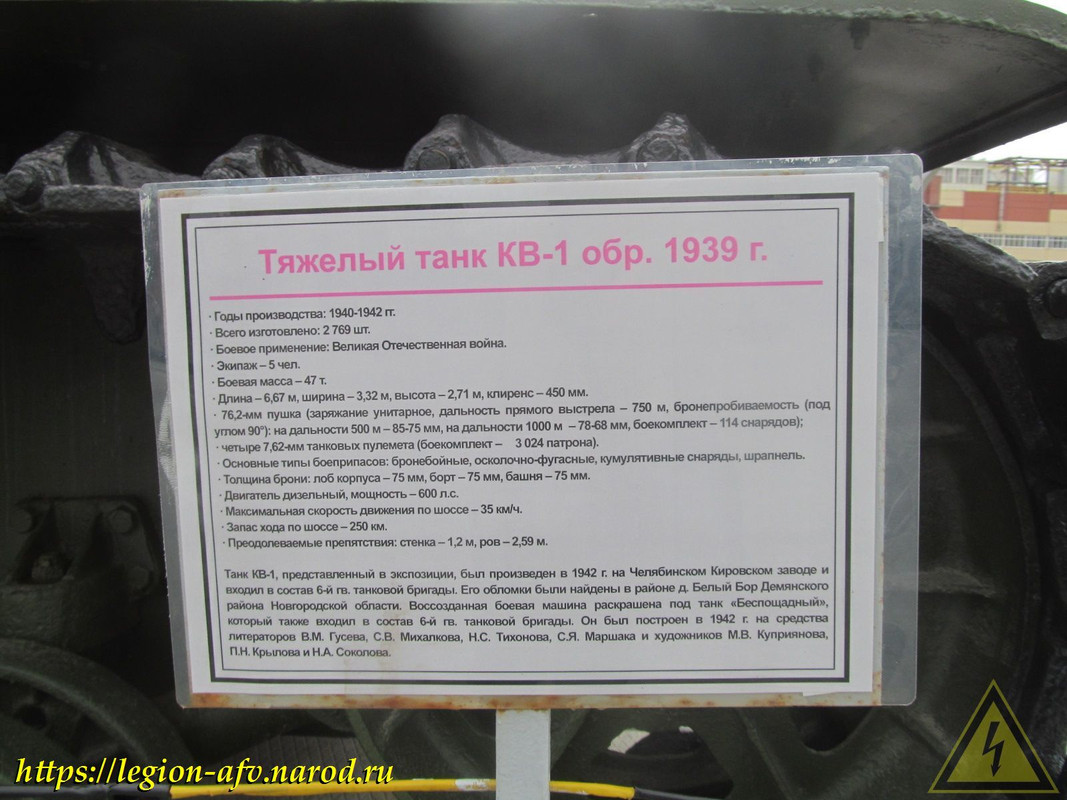 Тяжелый танк КВ-1 обр. 1939 г.
· Годы производства: 1940-1942 гг.
· Всего изготовлено: 2 769 шт.
· Боевое применение: Великая Отечественная война.
· Экипаж – 5 чел.
· Боевая масса – 47 т.
· Длина – 6,67 м, ширина – 3,32 м, высота – 2,71 м, клиренс – 450 мм.
· 76,2-мм пушка (заряжание унитарное, дальность прямого выстрела – 750 м, бронепробиваемость (под
углом 90°): на дальности 500 м – 85-75 мм, на дальности 1000 м – 78-68 мм, боекомплект – 114 снарядов);
· четыре 7,62-мм танковых пулемета (боекомплект – 3 024 патрона).
· Основные типы боеприпасов: бронебойные, осколочно-фугасные, кумулятивные снаряды, шрапнель.
· Толщина брони: лоб корпуса – 75 мм, борт – 75 мм, башня – 75 мм.
· Двигатель дизельный, мощность – 600 л.с.
· Максимальная скорость движения по шоссе – 35 км/ч.
· Запас хода по шоссе – 250 км.
· Преодолеваемые препятствия: стенка – 1,2 м, ров – 2,59 м.
Танк КВ-1, представленный в экспозиции, был произведен в 1942 г. на Челябинском Кировском заводе и
входил в состав 6-й гв. танковой бригады. Его обломки были найдены в районе д. Белый Бор Демянского
района Новгородской области. Воссозданная боевая машина раскрашена под танк «Беспощадный»,
который также входил в состав 6-й гв. танковой бригады. Он был построен в 1942 г. на средства
литераторов В.М. Гусева, С.В. Михалкова, Н.С. Тихонова, С.Я. Маршака и художников М.В. Куприянова,
П.Н. Крылова и Н.А. Соколова.
https://legion-afv.narod.ru